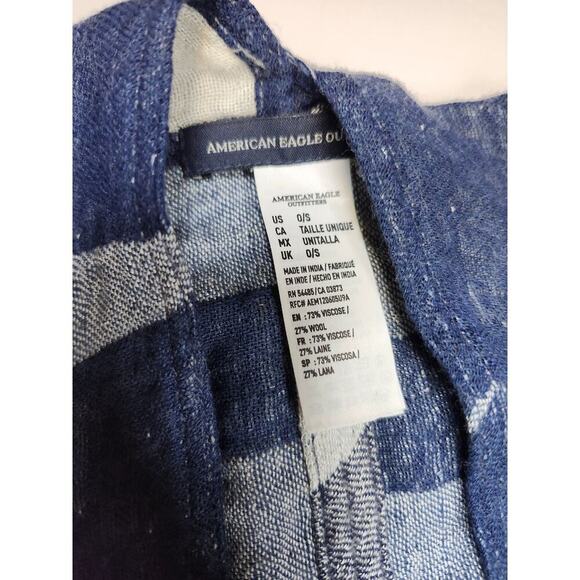 AMERICAN EAGLE OU
AMERICAN EAGLE
OUTFITTERS
US O/S
CA TAILLE UNIQUE
MX UNITALLA
UK O/S
MADE IN INDIA / FABRIQUÉ
EN INDE / HECHO EN INDIA
RN 54485/CA 03873
RFC# AEM120605U9A
EN : 73% VISCOSE /
27% WOOL
FR : 73% VISCOSE /
27% LAINE
SP : 73% VISCOSA /
27% LANA